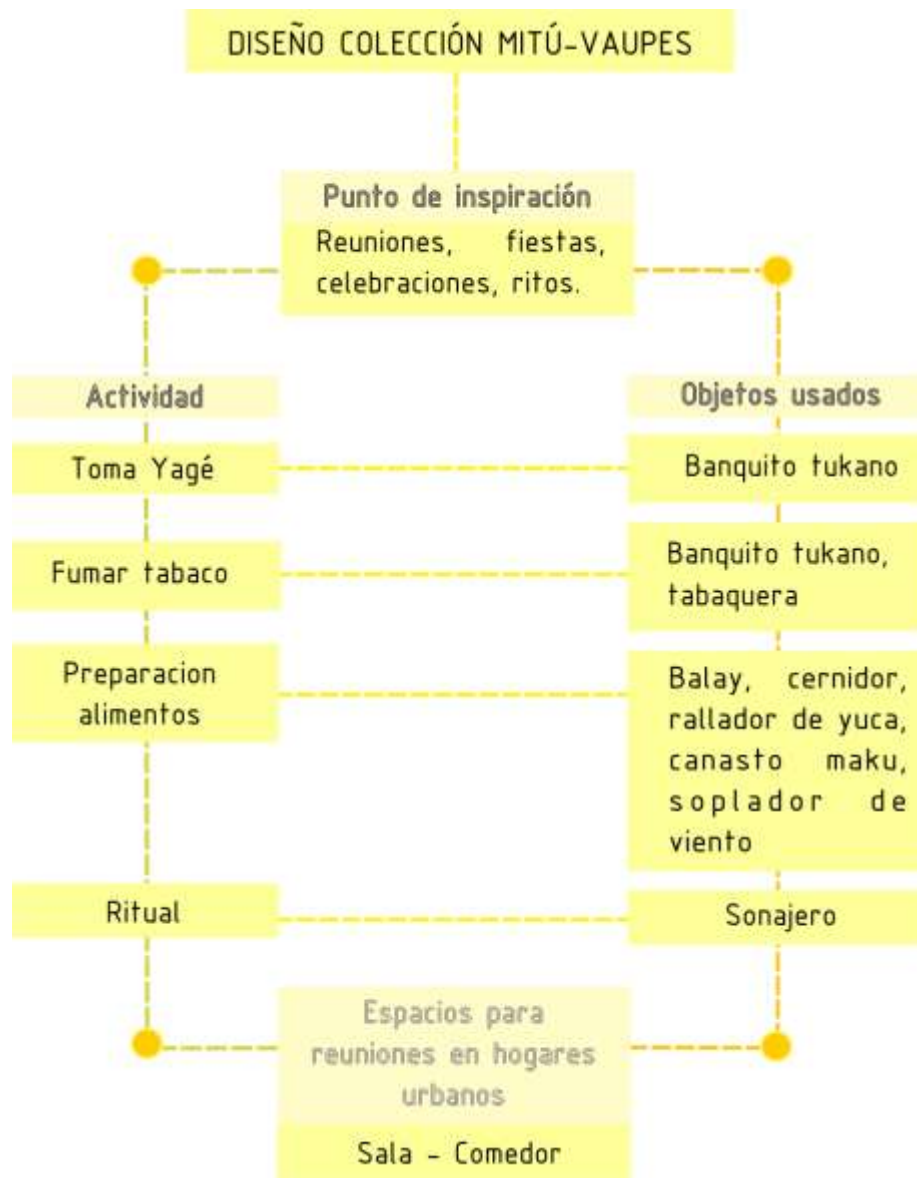 DISEÑO COLECCIÓN MITÚ-VAUPES
Punto de inspiración
Reuniones, fiestas,
celebraciones, ritos.
Actividad
Objetos usados
Toma Yagé
Banquito tukano
Fumar tabaco
Banquito tukano,
tabaquera
Preparacion
alimentos
Balay, cernidor,
rallador de yuca,
canasto maku,
soplador de
viento
Ritual
Sonajero
Espacios para
reuniones en hogares
urbanos
Sala - Comedor